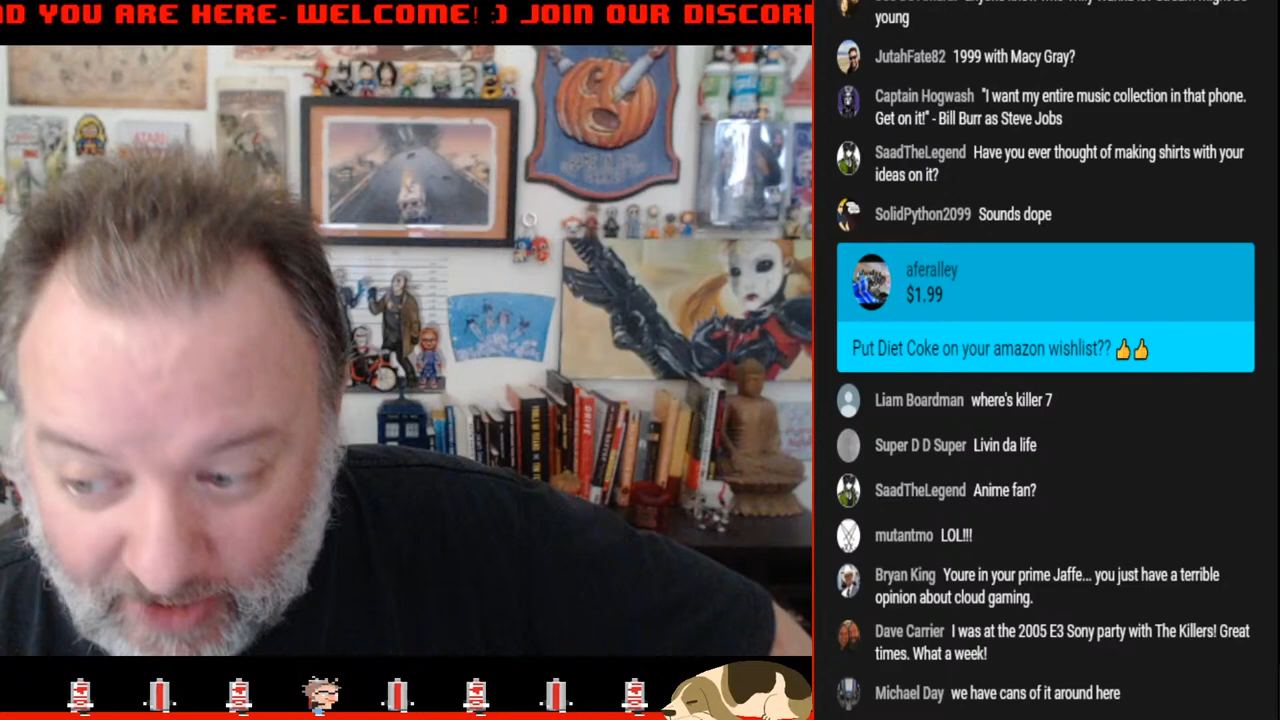 D YOU ARE HERE- WELCOME! :) JOIN OUR DISCOR
young
JutahFate82 1999 with Macy Gray?
Captain Hogwash "I want my entire music collection in that phone.
Get on it!" - Bill Burr as Steve Jobs
SaadTheLegend Have you ever thought of making shirts with your
ideas on it?
SolidPython2099 Sounds dope
aferalley
$1.99
Put Diet Coke on your amazon wishlist?? 👍👍
Liam Boardman where's killer 7
Super D D Super Livin da life
SaadTheLegend Anime fan?
mutantmo LOL!!!
Bryan King Youre in your prime Jaffe... you just have a terrible
opinion about cloud gaming.
Dave Carrier I was at the 2005 E3 Sony party with The Killers! Great
times. What a week!
Michael Day we have cans of it around here
DRIVE